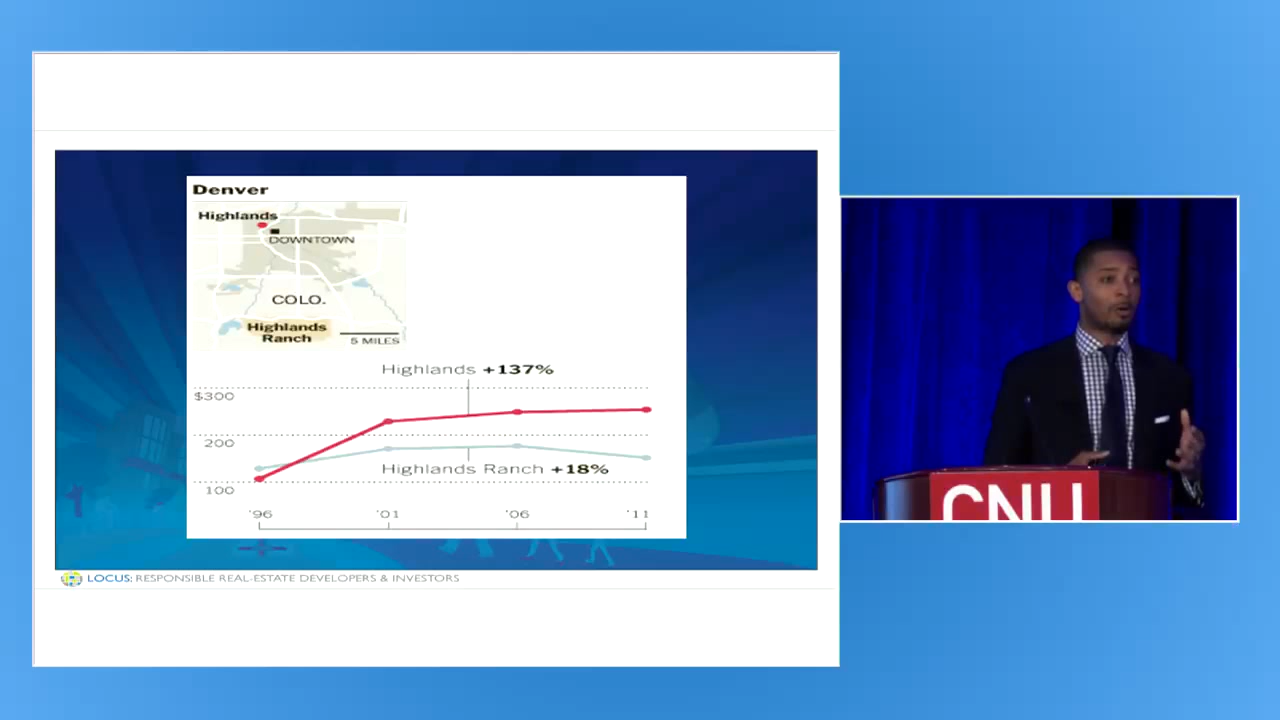 Denver
Highlands
DOWNTOWN
COLO.
Highlands
Ranch
5 MILES
Highlands +137%
$300
200
Highlands Ranch +18%
100
'96
'01
'06
'11
LOCUS: RESPONSIBLE REAL-ESTATE DEVELOPERS & INVESTORS
CNU